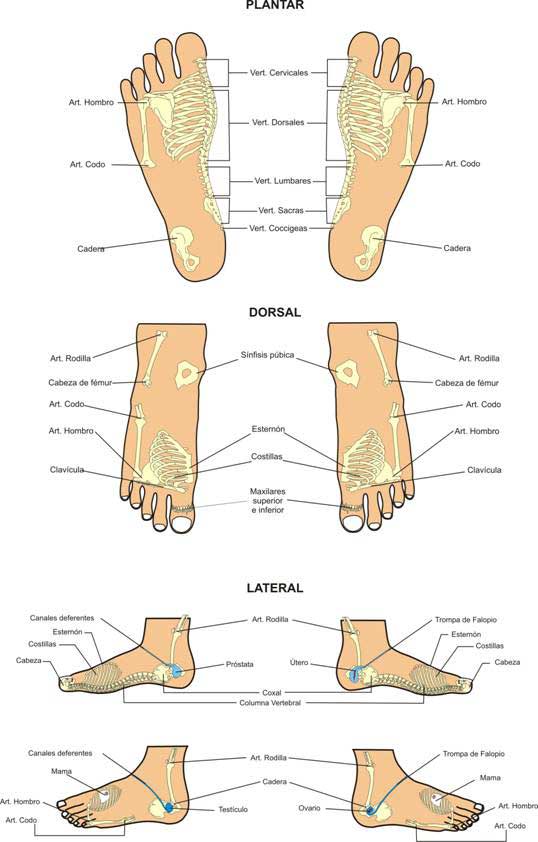 PLANTAR
Vert. Cervicales
Art. Hombro
Art. Hombro
Vert. Dorsales
Art. Codo
Art. Codo
Vert. Lumbares
Vert. Sacras
Vert. Coccigeas
Cadera
Cadera
DORSAL
Art. Rodilla
Sínfisis púbica
Art. Rodilla
Cabeza de fémur
Cabeza de fémur
Art. Codo
Art. Codo
Art. Hombro
Esternón
Art. Hombro
Costillas
Clavícula
Clavícula
Maxilares
superior
e inferior
LATERAL
Canales deferentes
Art. Rodilla
Trompa de Falopio
Esternón
Esternón
Costillas
Costillas
Cabeza
Próstata
Útero
Cabeza
Coxal
Columna Vertebral
Canales deferentes
Art. Rodilla
Trompa de Falopio
Mama
Cadera
Mama
Art. Hombro
Testículo
Ovario
Art. Hombro
Art. Codo
Art. Codo